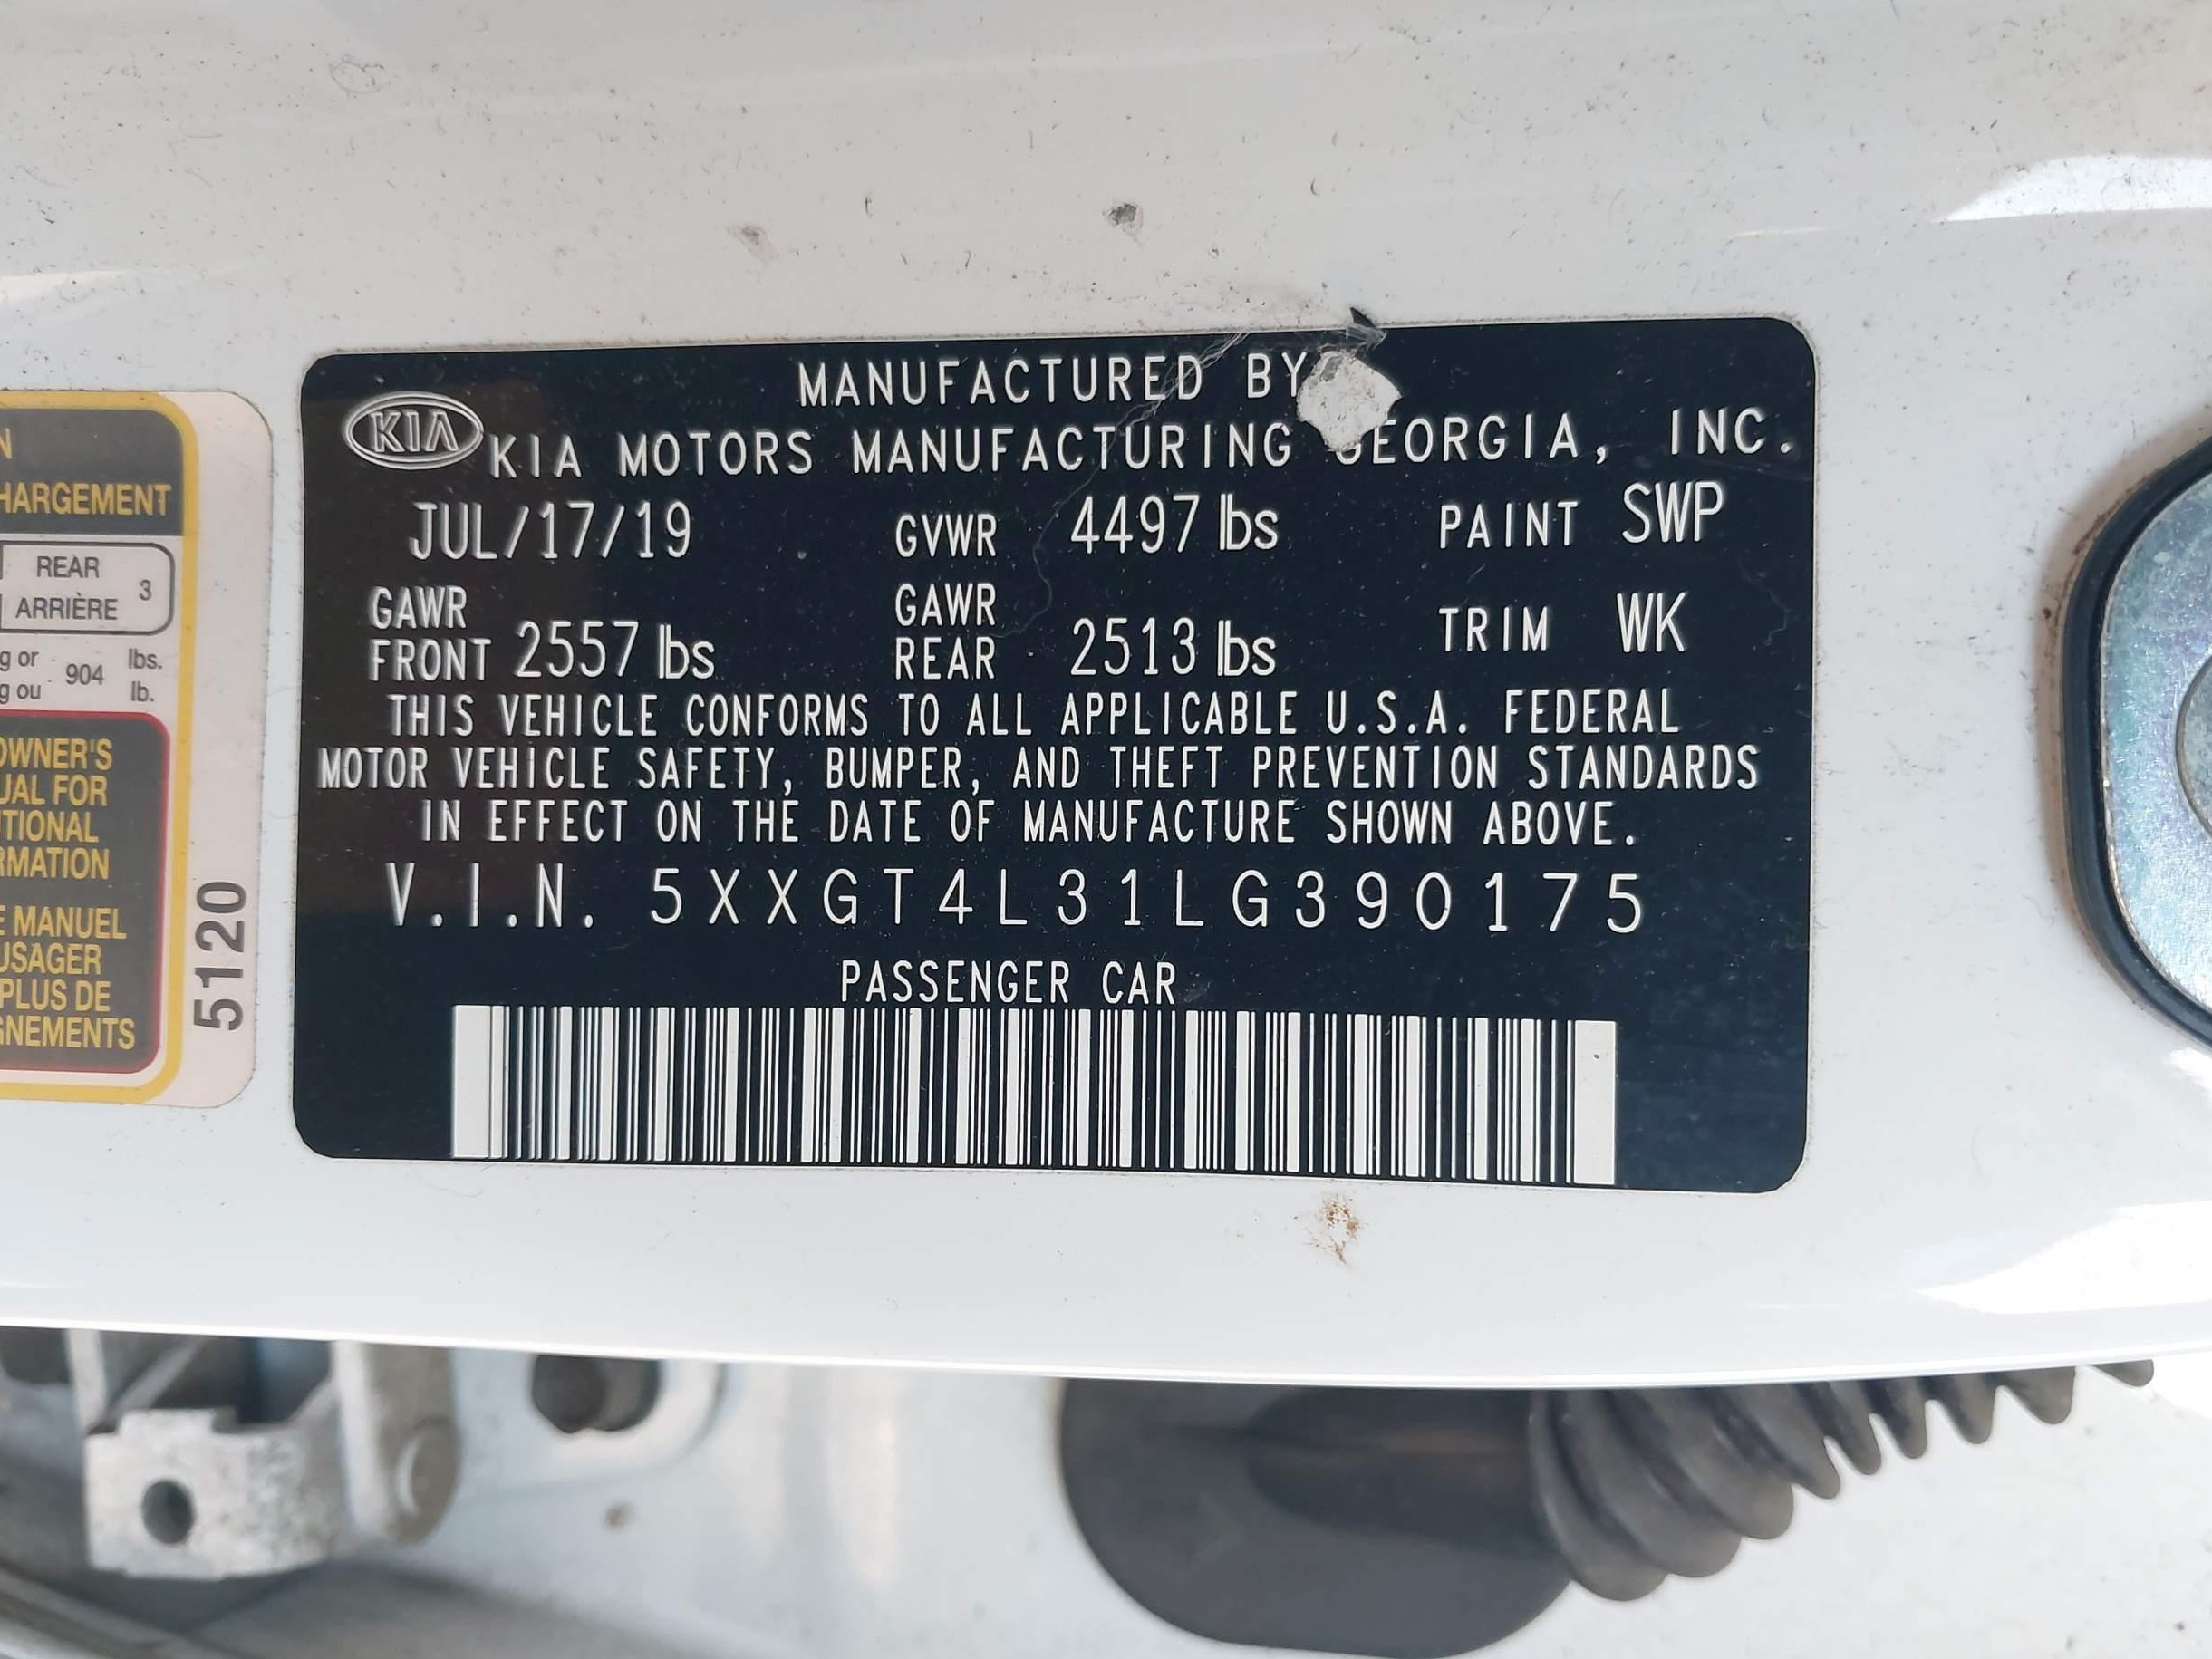 N
HARGEMENT
REAR
ARRIÈRE
3
g or 904 lbs.
g ou lb.
OWNER'S
UAL FOR
TIONAL
RMATION
E MANUEL
USAGER
PLUS DE
GNEMENTS
5120
MANUFACTURED BY
KIA
KIA MOTORS MANUFACTURING GEORGIA, INC.
JUL/17/19 GVWR 4497 lbs PAINT SWP
GAWR FRONT 2557 lbs GAWR REAR 2513 lbs TRIM WK
THIS VEHICLE CONFORMS TO ALL APPLICABLE U.S.A. FEDERAL
MOTOR VEHICLE SAFETY, BUMPER, AND THEFT PREVENTION STANDARDS
IN EFFECT ON THE DATE OF MANUFACTURE SHOWN ABOVE.
V.I.N. 5XXGT4L31LG390175
PASSENGER CAR